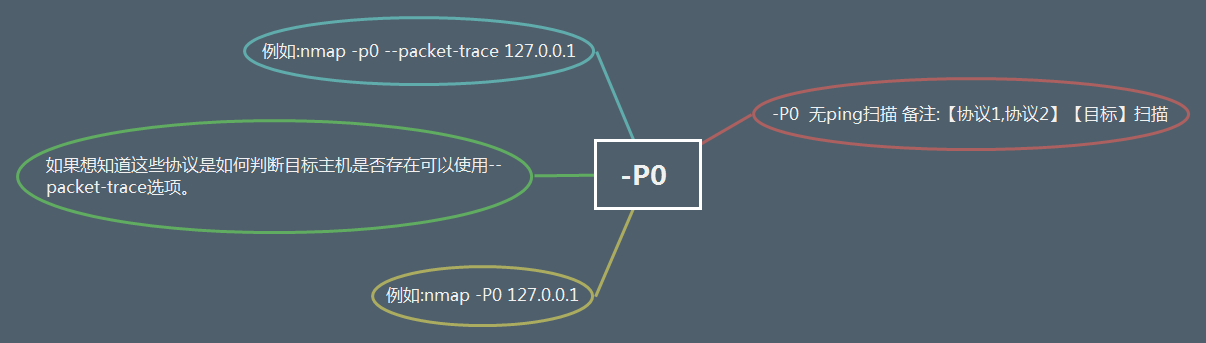 例如:nmap -p0 --packet-trace 127.0.0.1
-P0  无ping扫描 备注:【协议1,协议2】【目标】扫描
如果想知道这些协议是如何判断目标主机是否存在可以使用--
packet-trace选项。
-P0
例如:nmap -P0 127.0.0.1